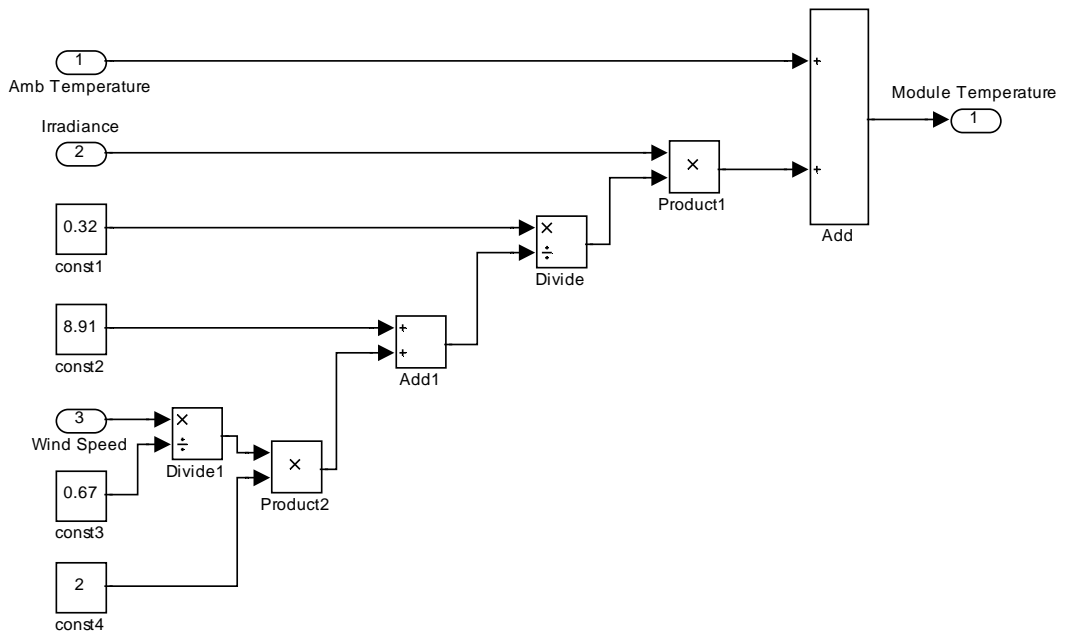 1
Amb Temperature
Module Temperature
1
Irradiance
2
Product1
Add
0.32
const1
Divide
8.91
const2
Add1
3
Wind Speed
Divide1
0.67
const3
Product2
2
const4